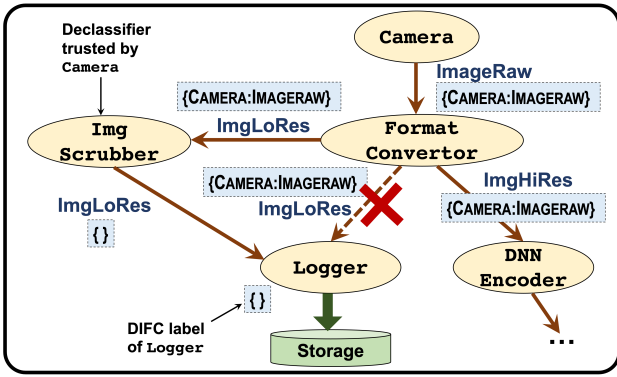 Declassifier
trusted by
Camera
Camera
ImageRaw
{CAMERA:IMAGERAW}
{CAMERA:IMAGERAW}
ImgLoRes
Img
Scrubber
Format
Convertor
{CAMERA:IMAGERAW}
ImgLoRes
ImgHiRes
{CAMERA:IMAGERAW}
ImgLoRes
{ }
Logger
DNN
Encoder
{ }
DIFC label
of Logger
Storage
...